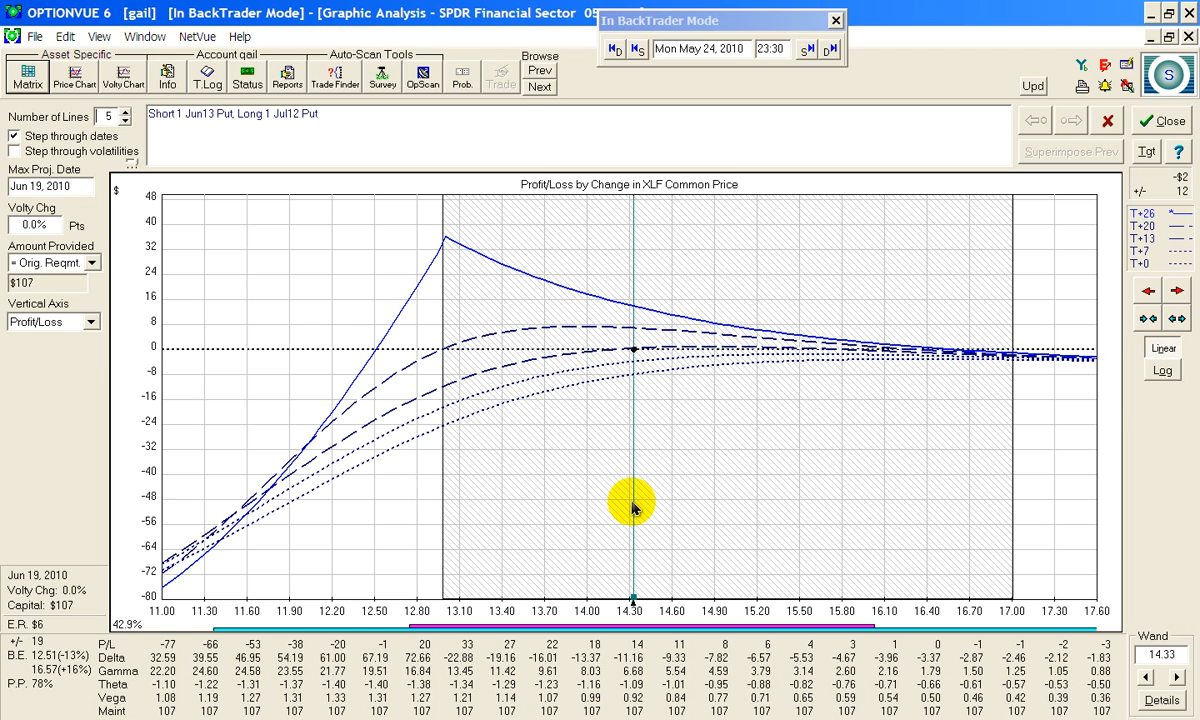 OPTIONVUE 6 [gail] [In BackTrader Mode] - [Graphic Analysis - SPDR Financial Sector 05
In BackTrader Mode
File Edit View Window NetVue Help
Mon May 24, 2010 23:30
Asset Specific Account gail Auto-Scan Tools Browse
Matrix Price Chart Volty Chart Info T.Log Status Reports Trade Finder Survey OpScan Prob. Trade
Prev
Next
Upd
Number of Lines 5
Step through dates
Step through volatilities
Max Proj. Date
Jun 19, 2010
Volty Chg
0.0% Pts
Amount Provided
= Orig. Reqmt.
$107
Vertical Axis
Profit/Loss
Short 1 Jun13 Put, Long 1 Jul12 Put
Close
Superimpose Prev
Tgt ?
-$2
+/- 12
T+26
T+20
T+13
T+7
T+0
Linear
Log
$ Profit/Loss by Change in XLF Common Price
48
40
32
24
16
8
0
-8
-16
-24
-32
-40
-48
-56
-64
-72
-80
11.00 11.30 11.60 11.90 12.20 12.50 12.80 13.10 13.40 13.70 14.00 14.30 14.60 14.90 15.20 15.50 15.80 16.10 16.40 16.70 17.00 17.30 17.60
42.9%
Jun 19, 2010
Volty Chg: 0.0%
Capital: $107
E.R. $6
+/- 19
B.E. 12.51(-13%)
16.57(+16%)
P.P. 78%
P/L -77 -66 -53 -38 -20 -1 20 33 27 22 18 14 11 8 6 4 3 1 0 -1 -1 -2 -3
Delta 32.59 39.55 46.95 54.19 61.00 67.19 72.66 -22.88 -19.16 -16.01 -13.37 -11.16 -9.33 -7.82 -6.57 -5.53 -4.67 -3.96 -3.37 -2.87 -2.46 -2.12 -1.83
Gamma 22.20 24.60 24.58 23.55 21.77 19.51 16.84 13.45 11.42 9.61 8.03 6.68 5.54 4.59 3.79 3.14 2.60 2.16 1.79 1.50 1.25 1.05 0.88
Theta -1.10 -1.22 -1.31 -1.37 -1.40 -1.40 -1.38 -1.34 -1.29 -1.23 -1.16 -1.09 -1.01 -0.95 -0.88 -0.82 -0.76 -0.71 -0.66 -0.61 -0.57 -0.53 -0.50
Vega 1.08 1.19 1.27 1.31 1.33 1.31 1.27 1.21 1.14 1.07 0.99 0.92 0.84 0.77 0.71 0.65 0.59 0.54 0.50 0.46 0.42 0.39 0.36
Maint 107 107 107 107 107 107 107 107 107 107 107 107 107 107 107 107 107 107 107 107 107 107 107
Wand
14.33
Details